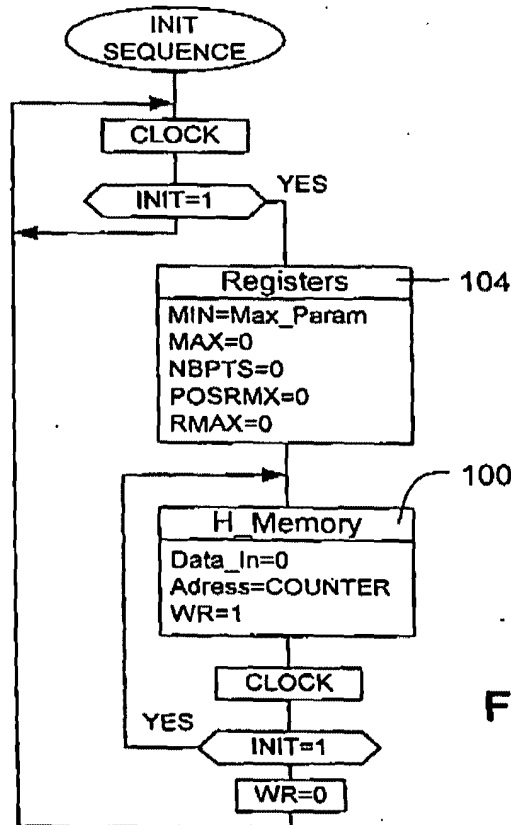 INIT
SEQUENCE
CLOCK
INIT=1
YES
Registers
104
MIN=Max_Param
MAX=0
NBPTS=0
POSRMX=0
RMAX=0
100
H_Memory
Data_In=0
Adress=COUNTER
WR=1
CLOCK
YES
INIT=1
WR=0
F